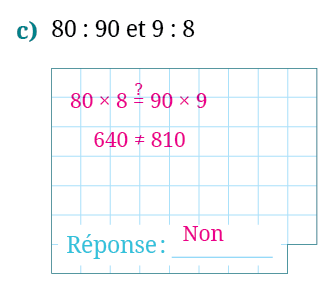 c) 80 : 90 et 9 : 8
80 × 8 ≟ 90 × 9
640 ≠ 810
Réponse : Non